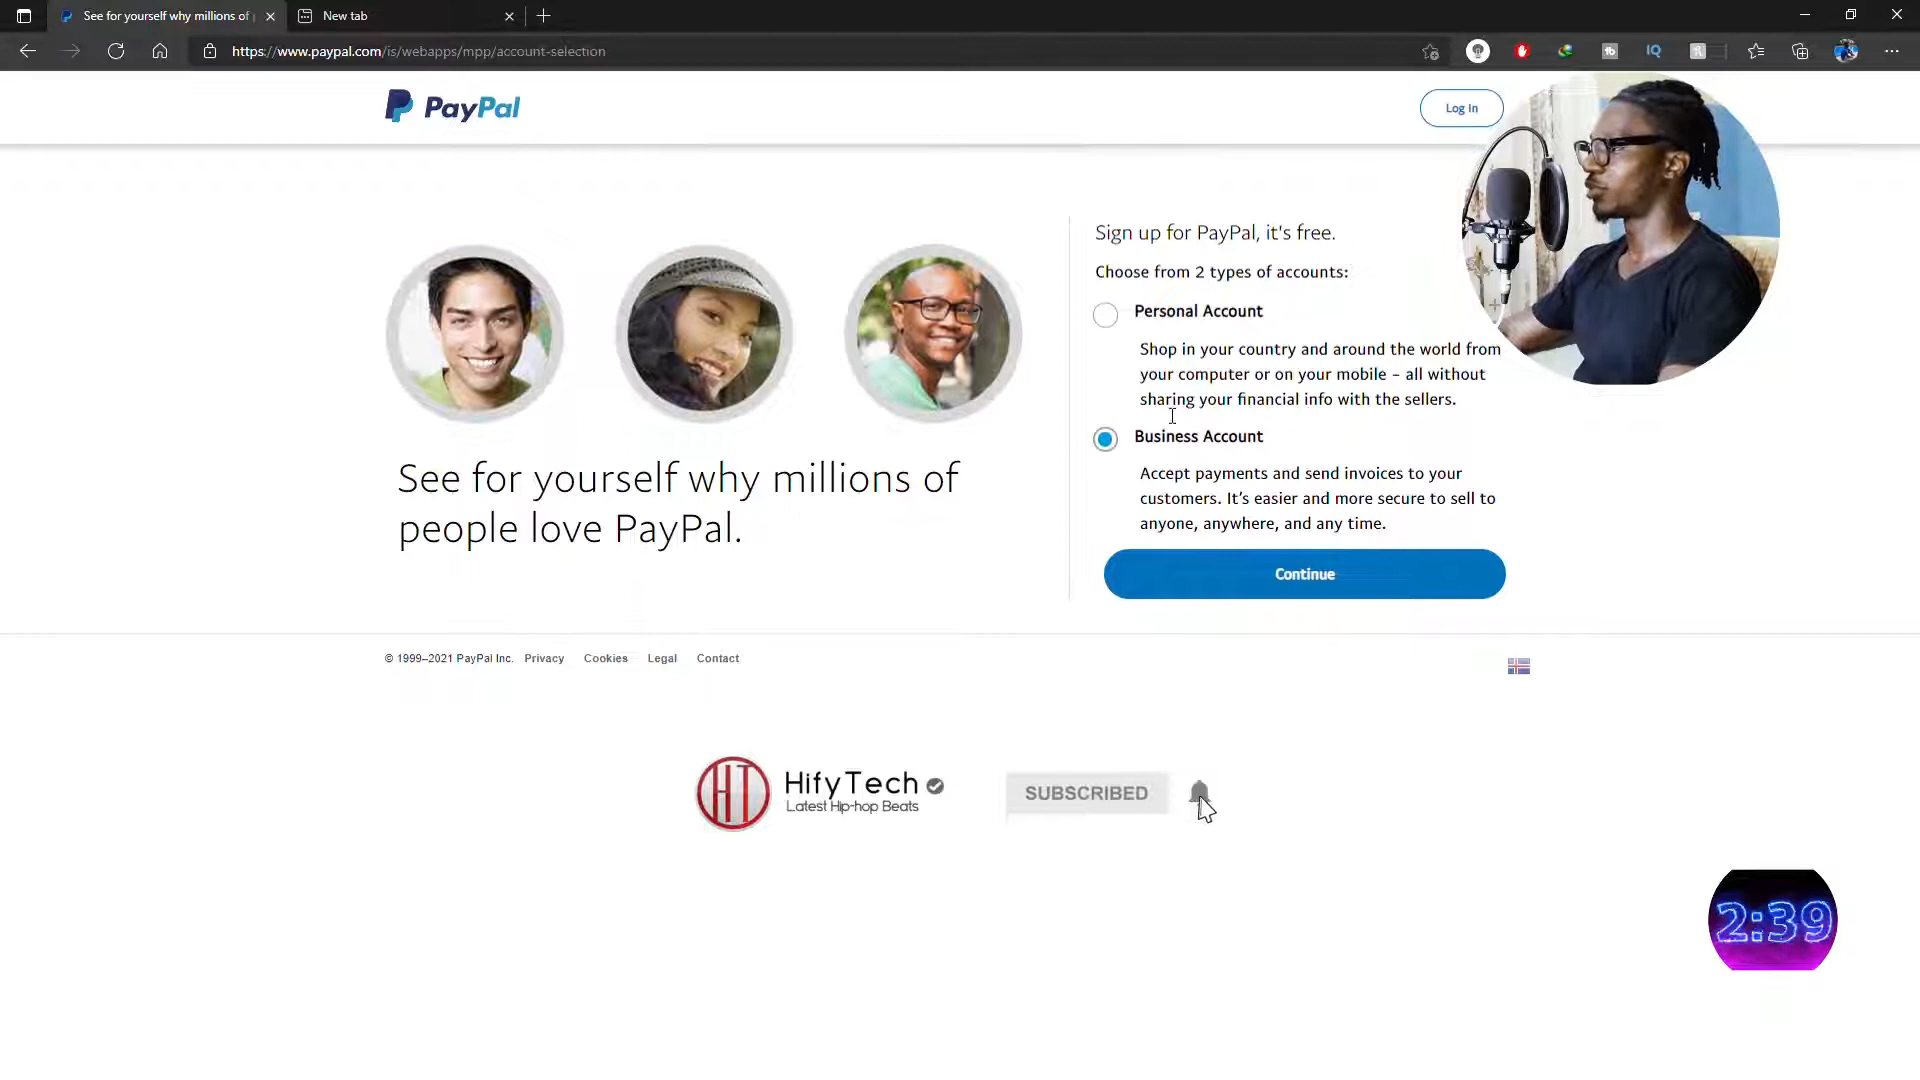 See for yourself why millions of p
New tab
https://www.paypal.com/is/webapps/mpp/account-selection
PayPal
Log In
Sign up for PayPal, it's free.
Choose from 2 types of accounts:
Personal Account
Shop in your country and around the world from
your computer or on your mobile – all without
sharing your financial info with the sellers.
Business Account
Accept payments and send invoices to your
customers. It’s easier and more secure to sell to
anyone, anywhere, and any time.
Continue
See for yourself why millions of
people love PayPal.
© 1999–2021 PayPal Inc. Privacy Cookies Legal Contact
HT
HifyTech
Latest Hip-hop Beats
SUBSCRIBED
2:39